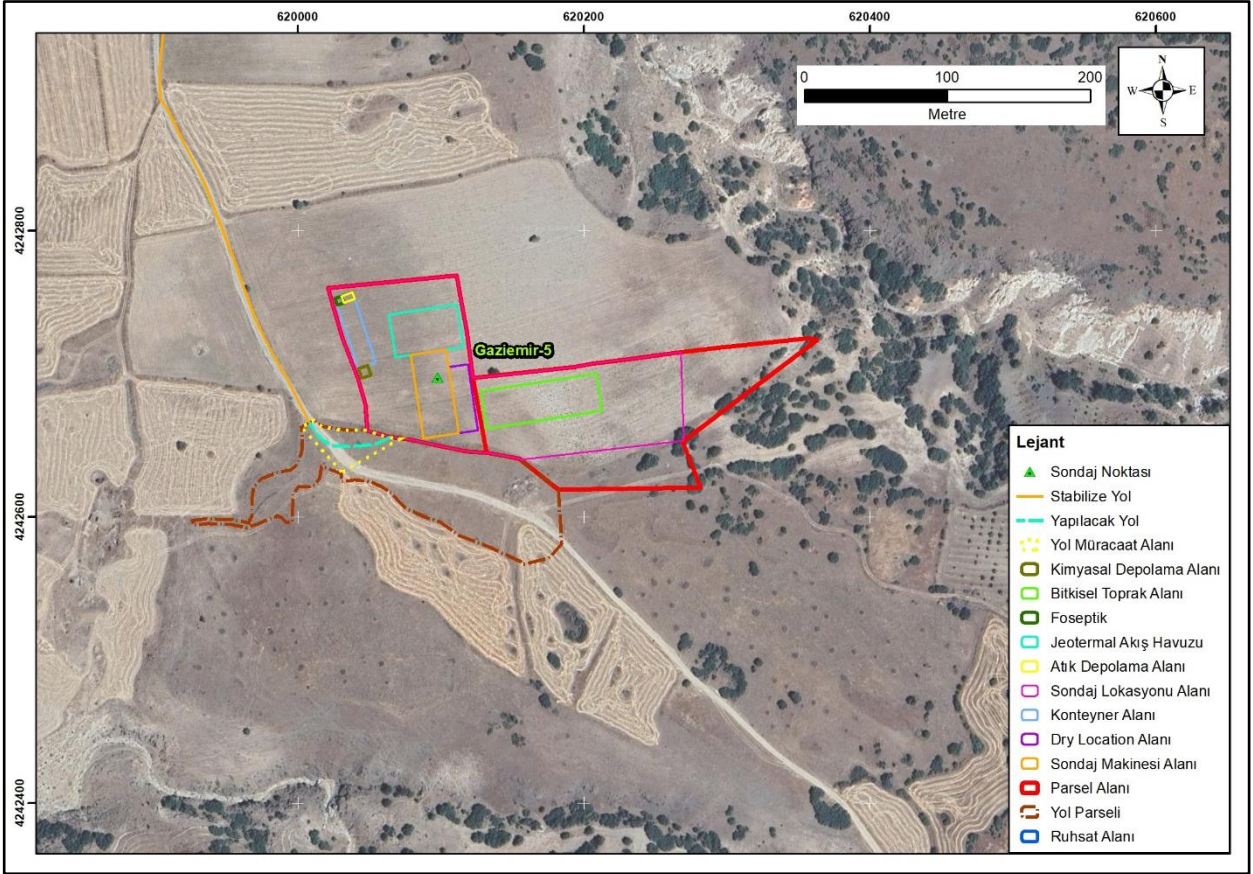 620000
620200
620400
620600
0
100
200
Metre
N
W
E
S
4242800
Gaziemir-5
4242600
4242400
Lejant
Sondaj Noktası
Stabilize Yol
Yapılacak Yol
Yol Müracaat Alanı
Kimyasal Depolama Alanı
Bitkisel Toprak Alanı
Foseptik
Jeotermal Akış Havuzu
Atık Depolama Alanı
Sondaj Lokasyonu Alanı
Konteyner Alanı
Dry Location Alanı
Sondaj Makinesi Alanı
Parsel Alanı
Yol Parseli
Ruhsat Alanı